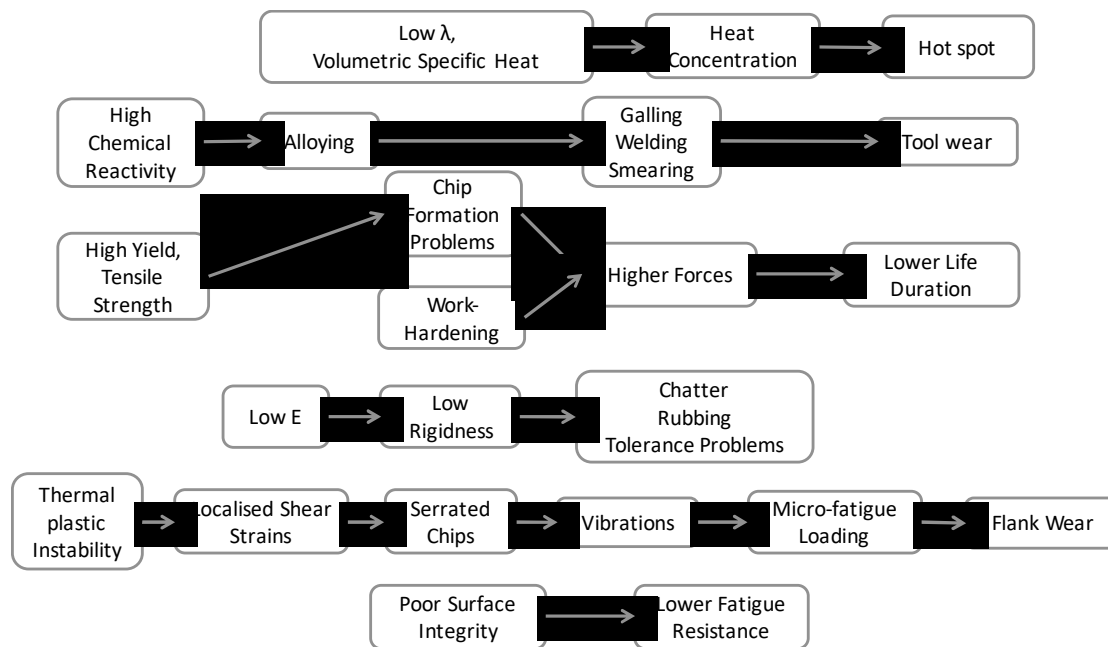 Low λ,
Volumetric Specific Heat
Heat
Concentration
Hot spot
High
Chemical
Reactivity
Alloying
Galling
Welding
Smearing
Tool wear
High Yield,
Tensile
Strength
Chip
Formation
Problems
Work-
Hardening
Higher Forces
Lower Life
Duration
Low E
Low
Rigidness
Chatter
Rubbing
Tolerance Problems
Thermal
plastic
Instability
Localised Shear
Strains
Serrated
Chips
Vibrations
Micro-fatigue
Loading
Flank Wear
Poor Surface
Integrity
Lower Fatigue
Resistance